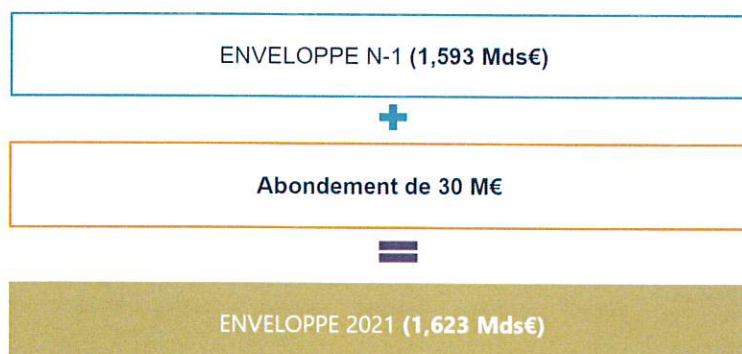 ENVELOPPE N-1 (1,593 Mds€)
+
Abondement de 30 M€
=
ENVELOPPE 2021 (1,623 Mds€)